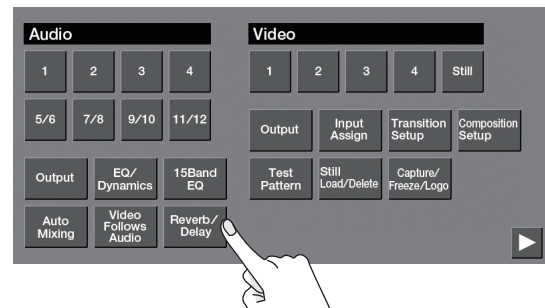 Audio
1 2 3 4
5/6 7/8 9/10 11/12
Output
EQ/
Dynamics
15Band
EQ
Auto
Mixing
Video
Follows
Audio
Reverb/
Delay
Video
1 2 3 4 Still
Output
Input
Assign
Transition
Setup
Composition
Setup
Test
Pattern
Still
Load/Delete
Capture/
Freeze/Logo